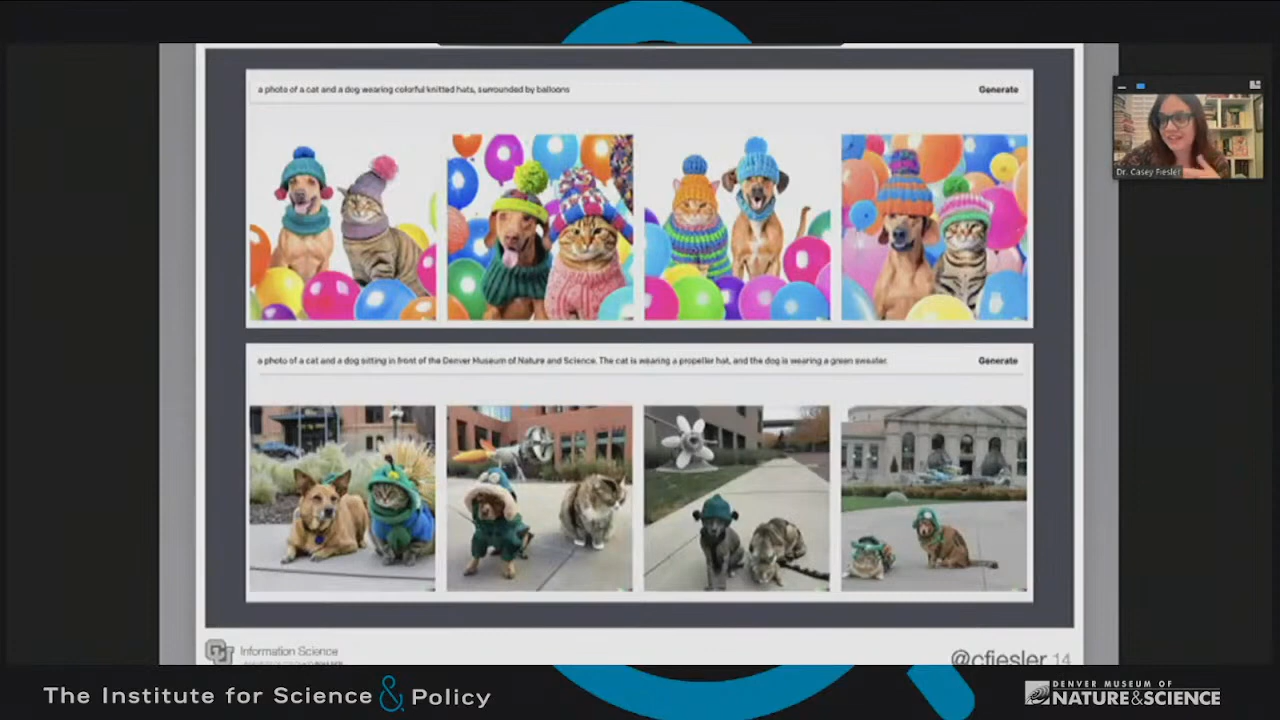 a photo of a cat and a dog wearing colorful knitted hats, surrounded by balloons
Generate
Dr. Casey Fiesler
a photo of a cat and a dog sitting in front of the Denver Museum of Nature and Science. The cat is wearing a propeller hat, and the dog is wearing a green sweater.
Generate
CU
Information Science
@cfiesler 14
The Institute for Science & Policy
DENVER MUSEUM OF
NATURE & SCIENCE